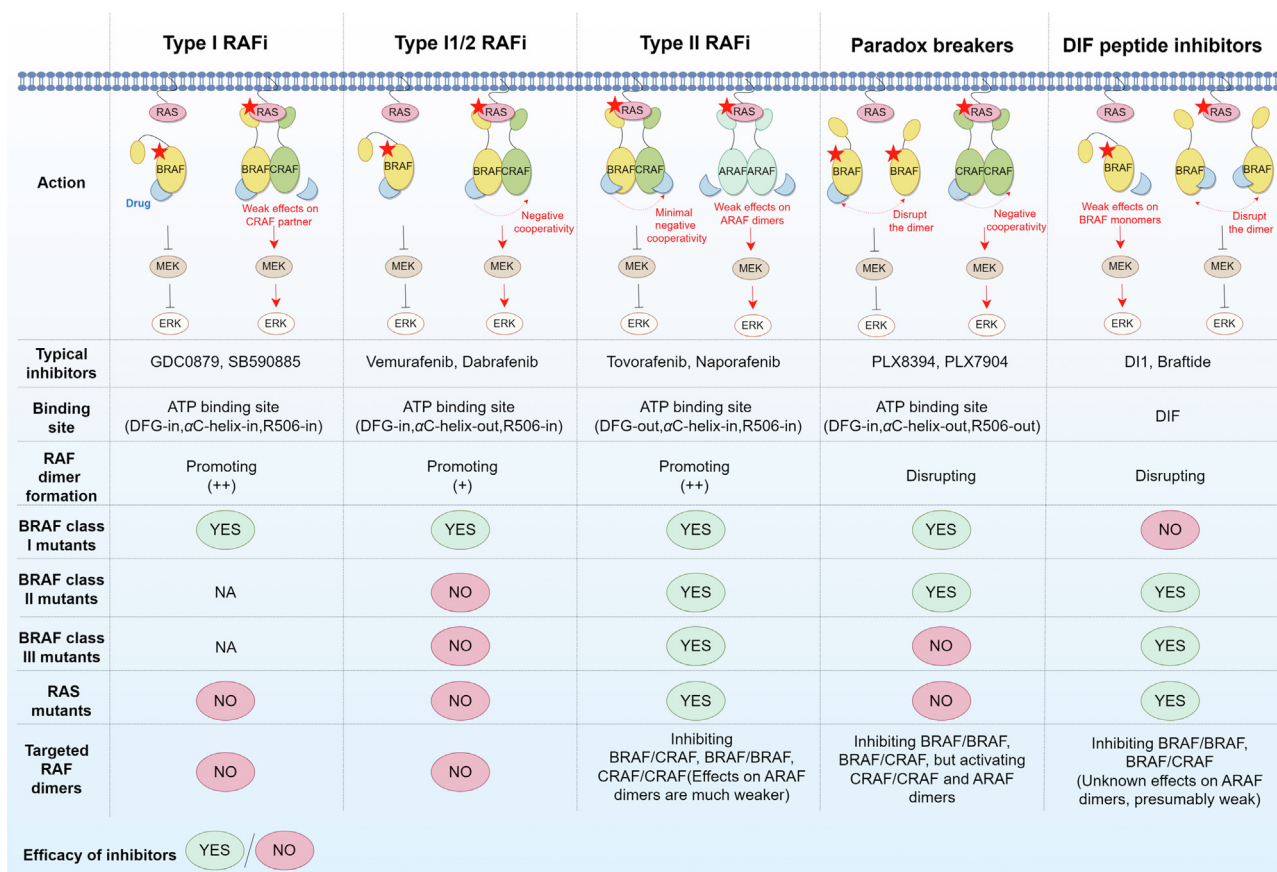 Type I RAFi
Type I1/2 RAFi
Type II RAFi
Paradox breakers
DIF peptide inhibitors
Action
RAS
BRAF
Drug
MEK
ERK
RAS
BRAF CRAF
Weak effects on
CRAF partner
MEK
ERK
RAS
BRAF
MEK
ERK
RAS
BRAF CRAF
Negative
cooperativity
MEK
ERK
RAS
BRAF CRAF
Minimal
negative
cooperativity
MEK
ERK
RAS
ARAF ARAF
Weak effects on
ARAF dimers
MEK
ERK
RAS
BRAF
BRAF
Disrupt
the dimer
MEK
ERK
RAS
CRAF CRAF
Negative
cooperativity
MEK
ERK
RAS
BRAF
Weak effects on
BRAF monomers
MEK
ERK
RAS
BRAF
BRAF
Disrupt
the dimer
MEK
ERK
Typical
inhibitors
GDC0879, SB590885
Vemurafenib, Dabrafenib
Tovorafenib, Naporafenib
PLX8394, PLX7904
DI1, Braftide
Binding
site
ATP binding site
(DFG-in,αC-helix-in,R506-in)
ATP binding site
(DFG-in,αC-helix-out,R506-in)
ATP binding site
(DFG-out,αC-helix-in,R506-in)
ATP binding site
(DFG-in,αC-helix-out,R506-out)
DIF
RAF
dimer
formation
Promoting
(++)
Promoting
(+)
Promoting
(++)
Disrupting
Disrupting
BRAF class
I mutants
YES
YES
YES
YES
NO
BRAF class
II mutants
NA
NO
YES
YES
YES
BRAF class
III mutants
NA
NO
YES
NO
YES
RAS
mutants
NO
NO
YES
NO
YES
Targeted
RAF
dimers
NO
NO
Inhibiting
BRAF/CRAF, BRAF/BRAF,
CRAF/CRAF(Effects on ARAF
dimers are much weaker)
Inhibiting BRAF/BRAF,
BRAF/CRAF, but activating
CRAF/CRAF and ARAF
dimers
Inhibiting BRAF/BRAF,
BRAF/CRAF
(Unknown effects on ARAF
dimers, presumably weak)
Efficacy of inhibitors YES / NO